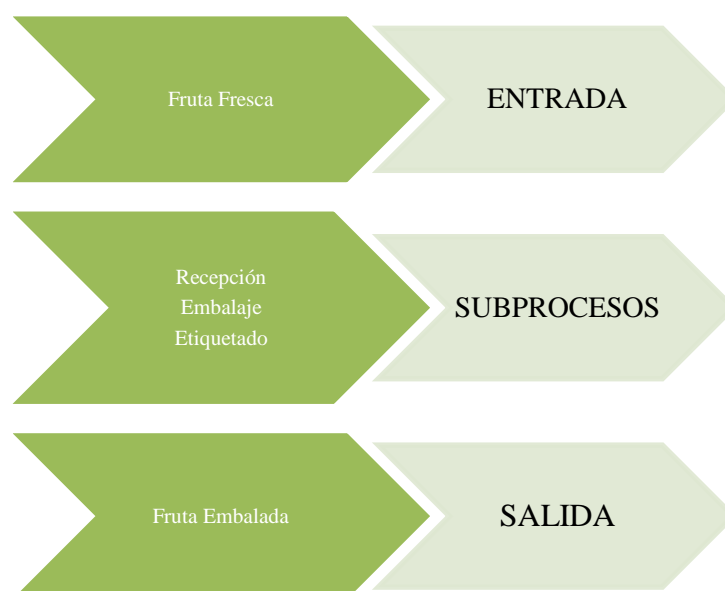 Fruta Fresca
ENTRADA
Recepción
Embalaje
Etiquetado
SUBPROCESOS
Fruta Embalada
SALIDA